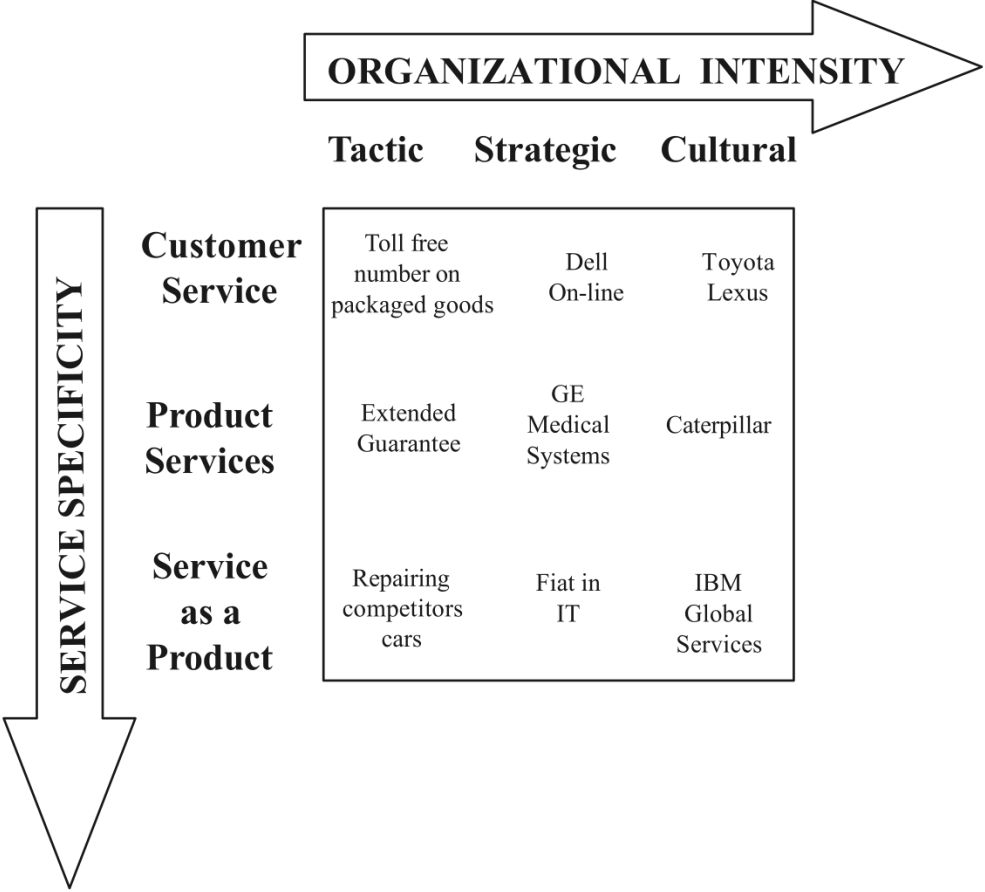 ORGANIZATIONAL INTENSITY
Tactic Strategic Cultural
SERVICE SPECIFICITY
Customer
Service
Toll free
number on
packaged goods
Dell
On-line
Toyota
Lexus
Product
Services
Extended
Guarantee
GE
Medical
Systems
Caterpillar
Service
as a
Product
Repairing
competitors
cars
Fiat in
IT
IBM
Global
Services